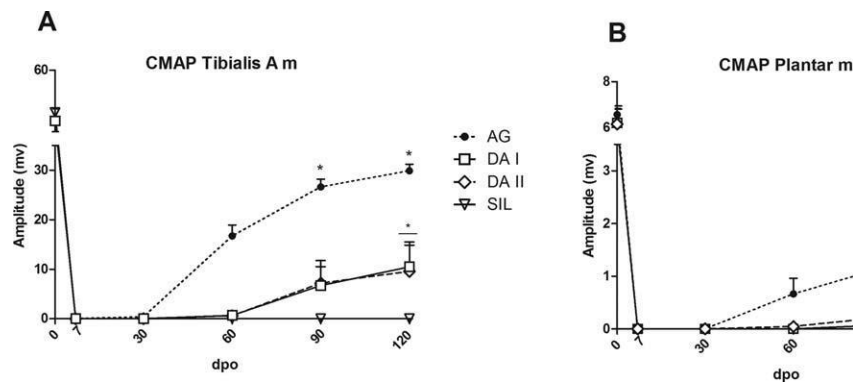 A
CMAP Tibialis A m
60
30
20
10
0
Amplitude (mv)
0
7
30
60
90
120
dpo
*
*
*
AG
DA I
DA II
SIL
B
CMAP Plantar m
8
6
3
2
1
0
Amplitude (mv)
0
7
30
60
dpo